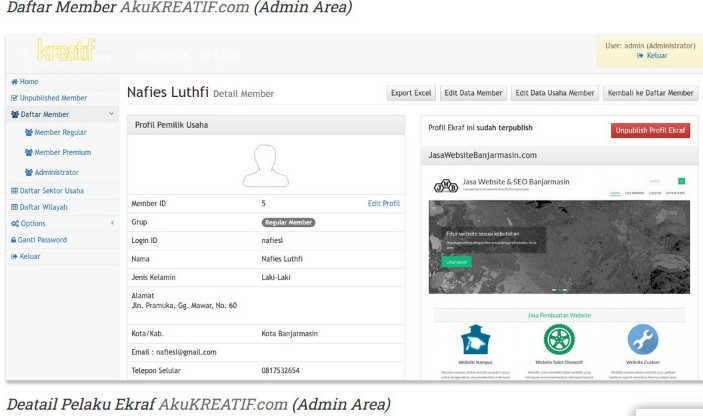 Daftar Member AkuKREATIF.com (Admin Area)
kreatif
User: admin (Administrator)
Keluar
Home
Unpublished Member
Daftar Member
Member Regular
Member Premium
Administrator
Daftar Sektor Usaha
Daftar Wilayah
Options
Ganti Password
Keluar
Nafies Luthfi Detail Member
Export Excel
Edit Data Member
Edit Data Usaha Member
Kembali ke Daftar Member
Profil Pemilik Usaha
Member ID 5 Edit Profil
Grup Regular Member
Login ID nafiesl
Nama Nafies Luthfi
Jenis Kelamin Laki-Laki
Alamat
Jln. Pramuka, Gg. Mawar, No. 60
Kota/Kab. Kota Banjarmasin
Email : nafiesl@gmail.com
Telepon Selular 0817532654
Profil Ekraf ini sudah terpublish
Unpublish Profil Ekraf
JasaWebsiteBanjarmasin.com
Jasa Website & SEO Banjarmasin
Fitur website sesuai kebutuhan
Jasa Pembuatan Website
Website Kampus
Website Sales Otomotif
Website Custom
Deatail Pelaku Ekraf AkuKREATIF.com (Admin Area)